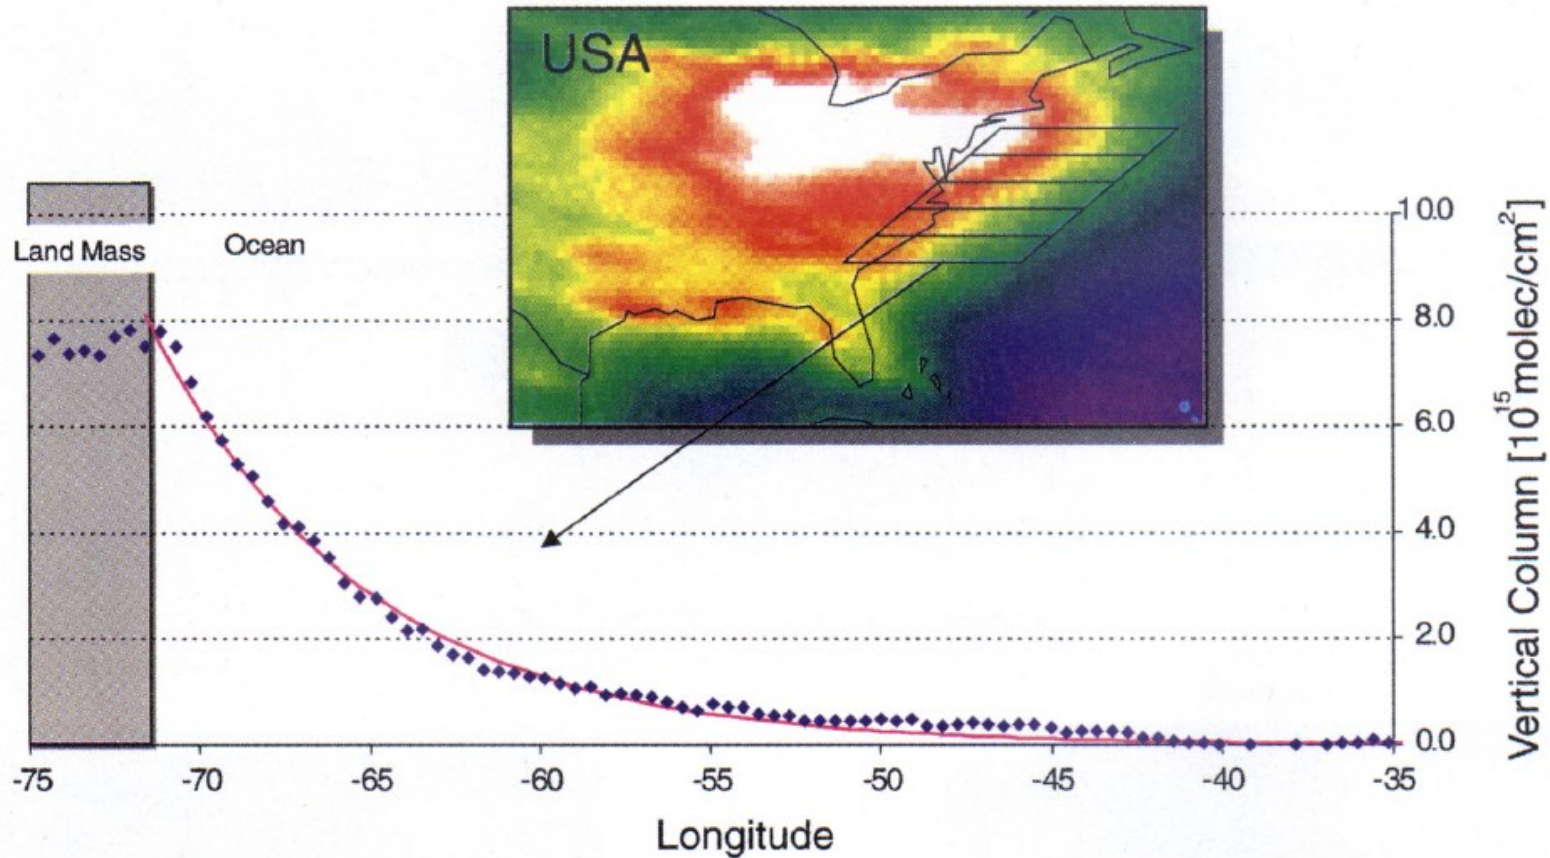 USA
Land Mass
Ocean
10.0
8.0
6.0
4.0
2.0
0.0
Vertical Column [10^15 molec/cm^2]
-75 -70 -65 -60 -55 -50 -45 -40 -35
Longitude